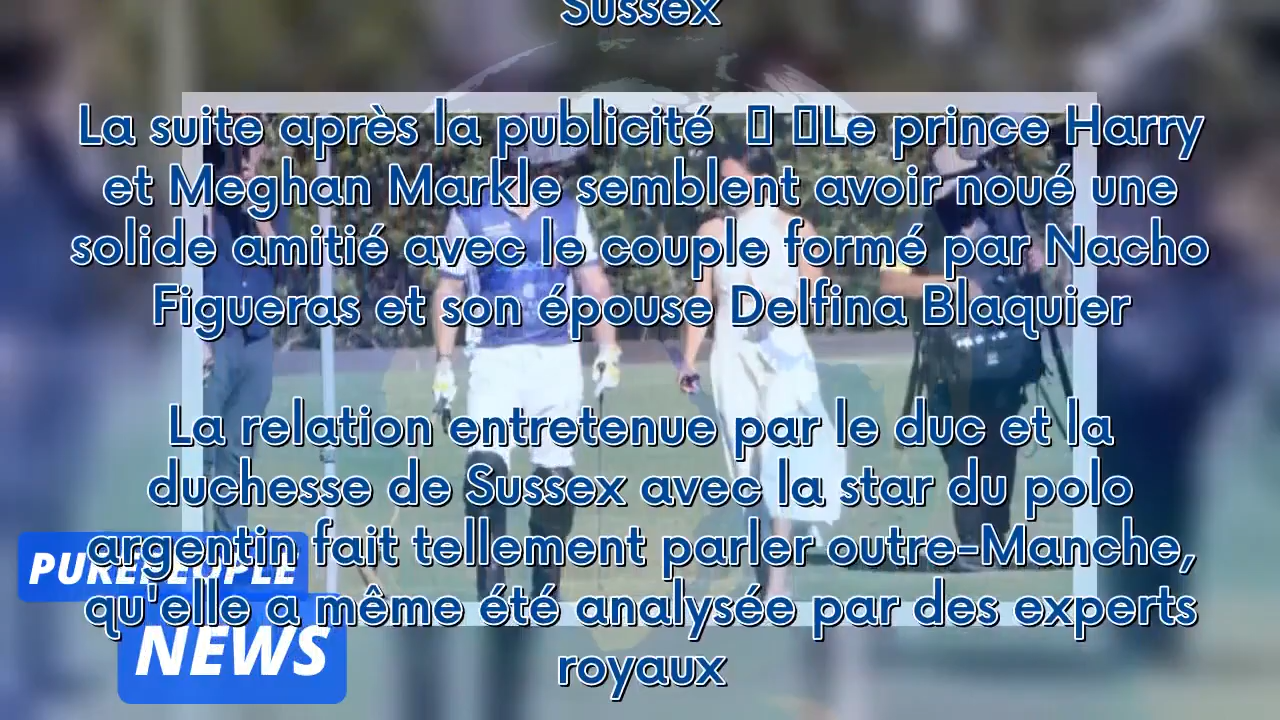 Sussex
La suite après la publicité  ▯ ▯Le prince Harry
et Meghan Markle semblent avoir noué une
solide amitié avec le couple formé par Nacho
Figueras et son épouse Delfina Blaquier
La relation entretenue par le duc et la
duchesse de Sussex avec la star du polo
argentin fait tellement parler outre-Manche,
qu'elle a même été analysée par des experts
royaux
PUREPEOPLE
NEWS